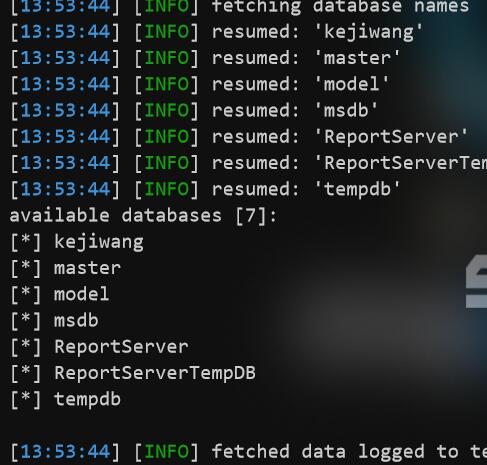 [13:53:44] [INFO] fetching database names
[13:53:44] [INFO] resumed: 'kejiwang'
[13:53:44] [INFO] resumed: 'master'
[13:53:44] [INFO] resumed: 'model'
[13:53:44] [INFO] resumed: 'msdb'
[13:53:44] [INFO] resumed: 'ReportServer'
[13:53:44] [INFO] resumed: 'ReportServerTem
[13:53:44] [INFO] resumed: 'tempdb'
available databases [7]:
[*] kejiwang
[*] master
[*] model
[*] msdb
[*] ReportServer
[*] ReportServerTempDB
[*] tempdb
[13:53:44] [INFO] fetched data logged to te